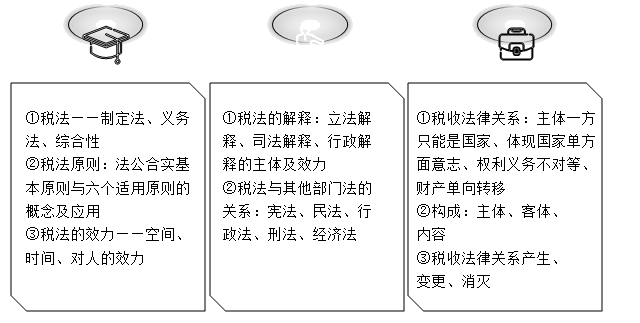 ①税法——制定法、义务
法、综合性
②税法原则：法公合实基
本原则与六个适用原则的
概念及应用
③税法的效力——空间、
时间、对人的效力
①税法的解释：立法解
释、司法解释、行政解
释的主体及效力
②税法与其他部门法的
关系：宪法、民法、行
政法、刑法、经济法
①税收法律关系：主体一方
只能是国家、体现国家单方
面意志、权利义务不对等、
财产单向转移
②构成：主体、客体、
内容
③税收法律关系产生、
变更、消灭